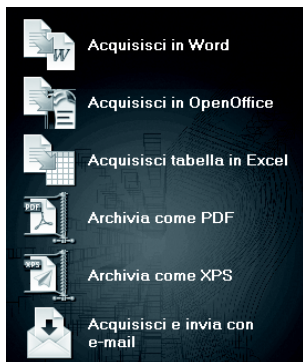 Acquisisci in Word
Acquisisci in OpenOffice
Acquisisci tabella in Excel
PDF
Archivia come PDF
XPS
Archivia come XPS
Acquisisci e invia con
e-mail